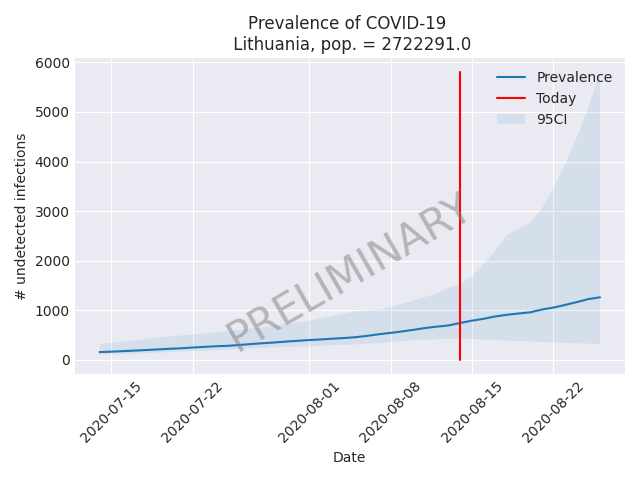 Prevalence of COVID-19
Lithuania, pop. = 2722291.0
6000
5000
4000
3000
2000
1000
0
# undetected infections
Prevalence
Today
95CI
PRELIMINARY
2020-07-15
2020-07-22
2020-08-01
2020-08-08
2020-08-15
2020-08-22
Date